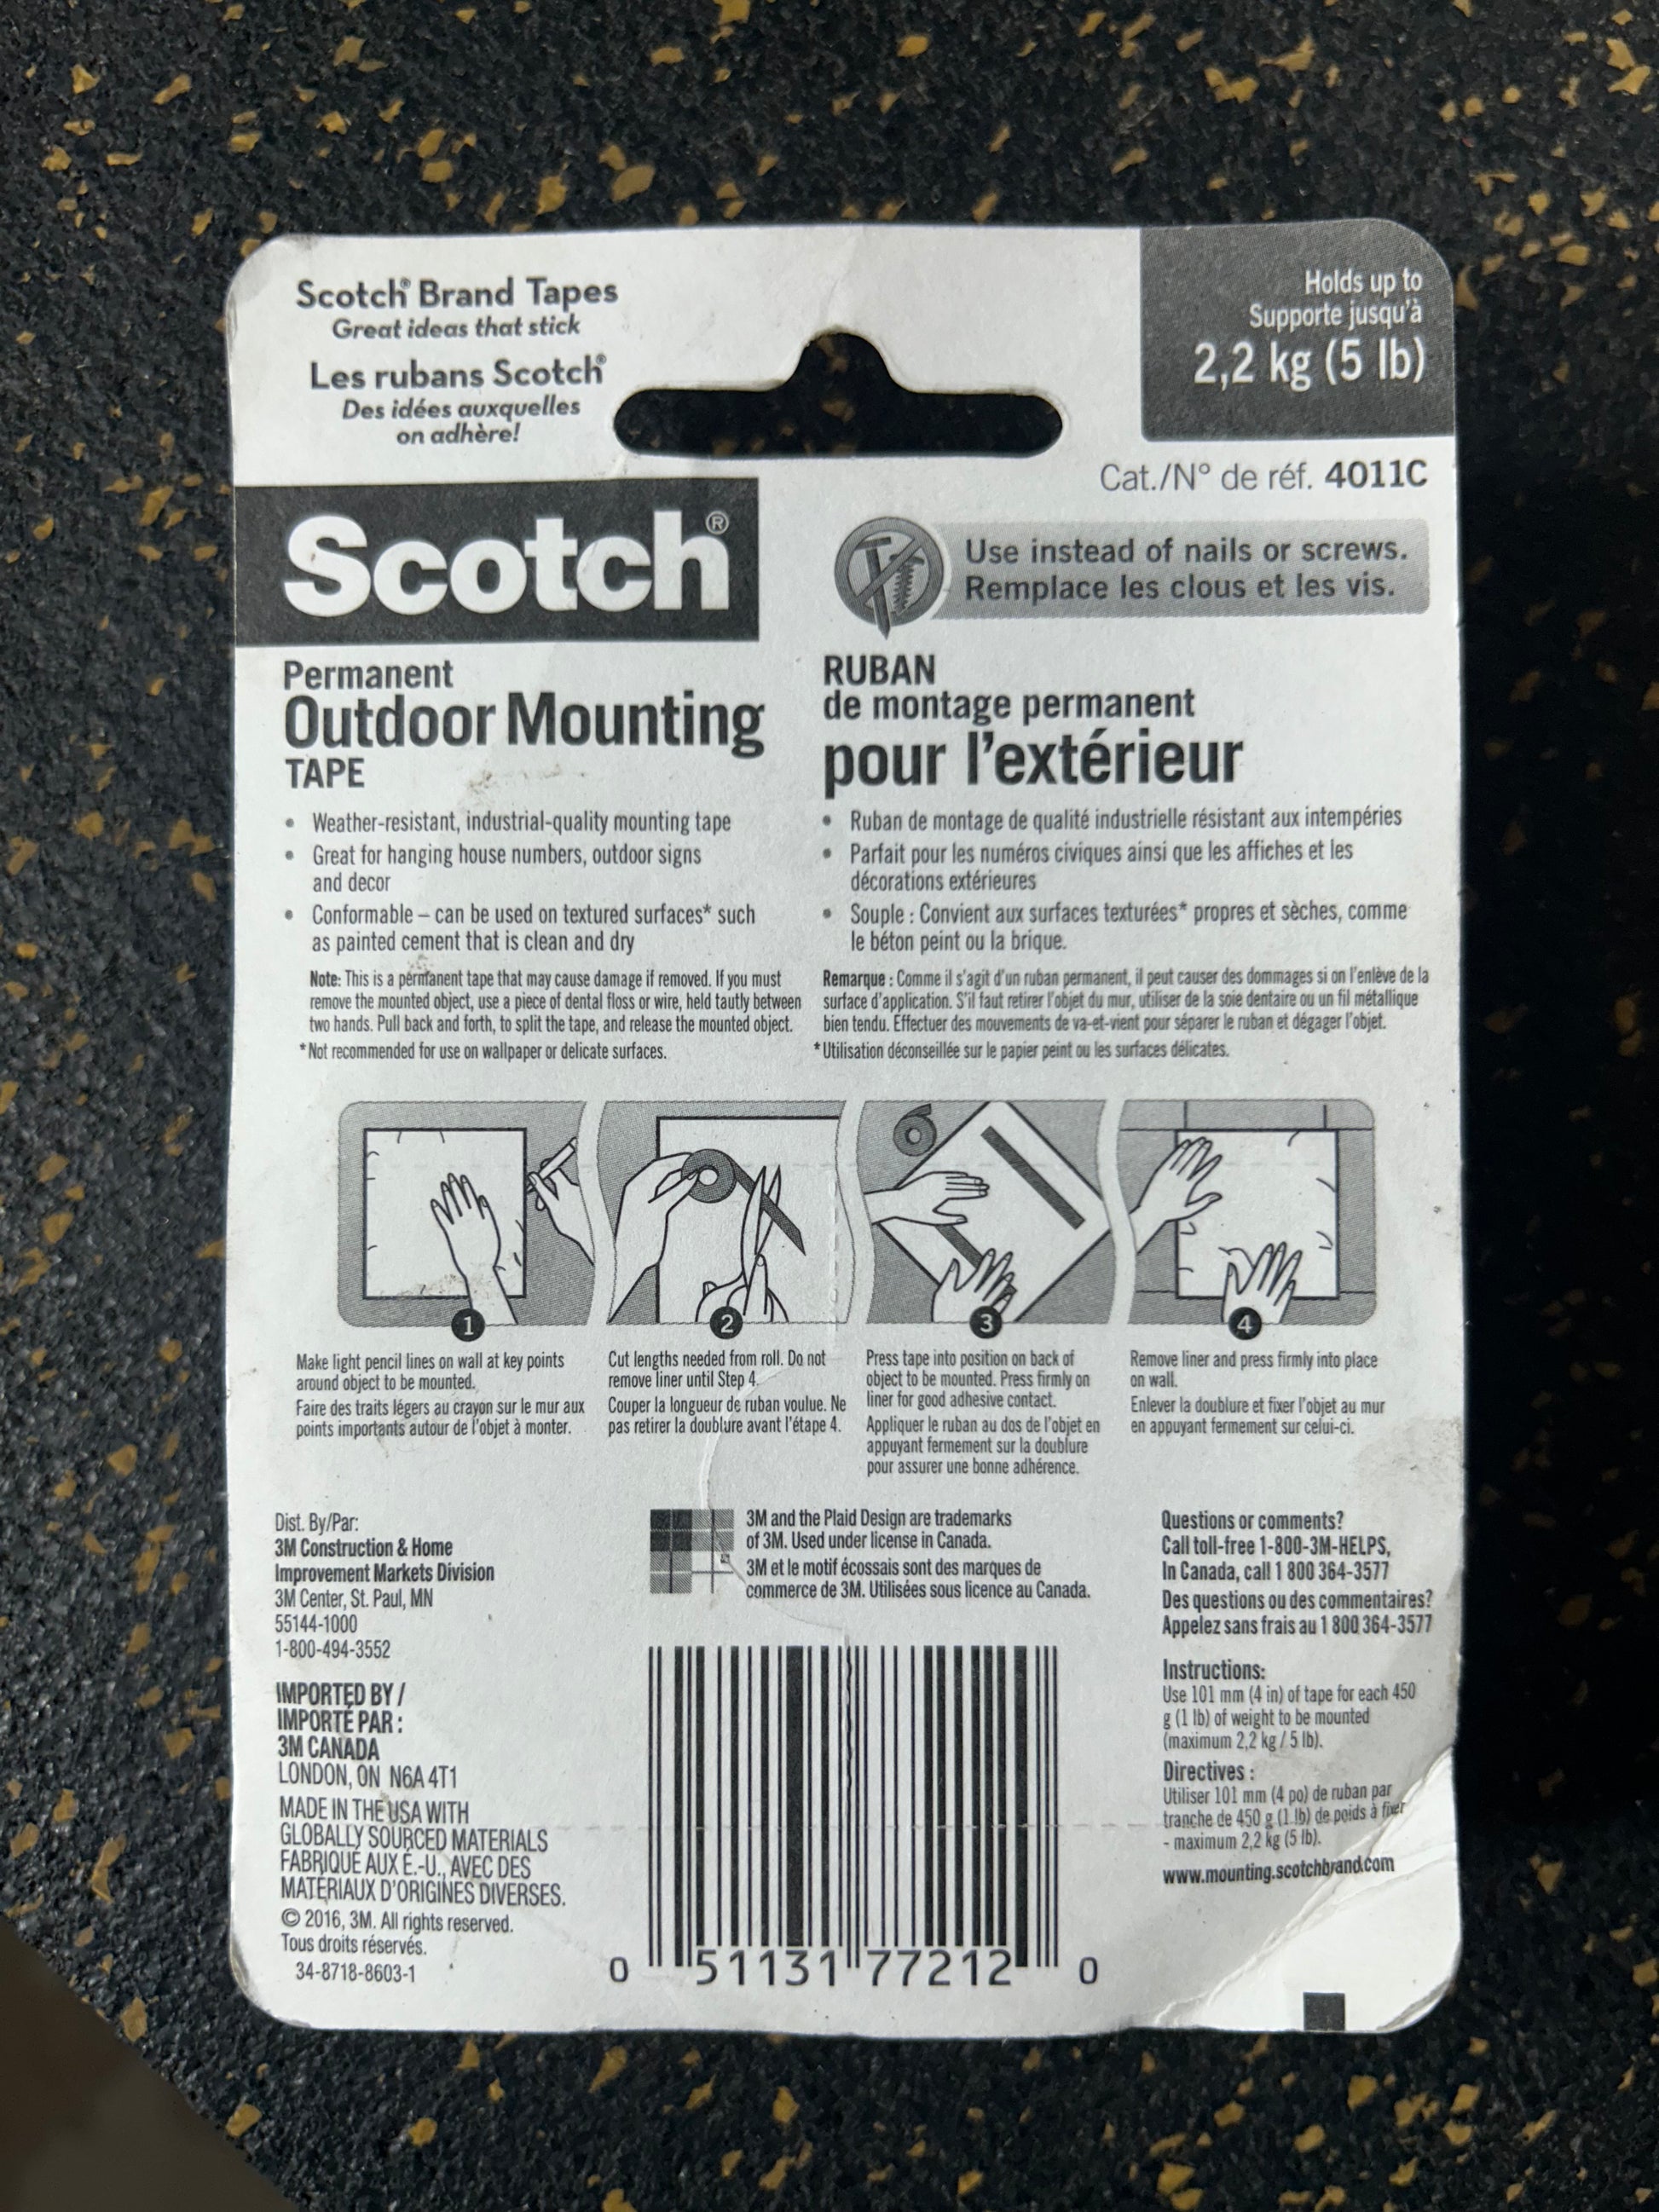 Scotch® Brand Tapes
Great ideas that stick
Les rubans Scotch®
Des idées auxquelles
on adhère!
Holds up to
Supporte jusqu'à
2,2 kg (5 lb)
Cat./N° de réf. 4011C
Scotch®
Use instead of nails or screws.
Remplace les clous et les vis.
Permanent
Outdoor Mounting
TAPE
• Weather-resistant, industrial-quality mounting tape
• Great for hanging house numbers, outdoor signs
and decor
• Conformable – can be used on textured surfaces* such
as painted cement that is clean and dry
Note: This is a permanent tape that may cause damage if removed. If you must
remove the mounted object, use a piece of dental floss or wire, held tautly between
two hands. Pull back and forth, to split the tape, and release the mounted object.
*Not recommended for use on wallpaper or delicate surfaces.
RUBAN
de montage permanent
pour l'extérieur
• Ruban de montage de qualité industrielle résistant aux intempéries
• Parfait pour les numéros civiques ainsi que les affiches et les
décorations extérieures
• Souple : Convient aux surfaces texturées* propres et sèches, comme
le béton peint ou la brique.
Remarque : Comme il s'agit d'un ruban permanent, il peut causer des dommages si on l'enlève de la
surface d'application. S'il faut retirer l'objet du mur, utiliser de la soie dentaire ou un fil métallique
bien tendu. Effectuer des mouvements de va-et-vient pour séparer le ruban et dégager l'objet.
*Utilisation déconseillée sur le papier peint ou les surfaces délicates.
1
Make light pencil lines on wall at key points
around object to be mounted.
Faire des traits légers au crayon sur le mur aux
points importants autour de l'objet à monter.
2
Cut lengths needed from roll. Do not
remove liner until Step 4.
Couper la longueur de ruban voulue. Ne
pas retirer la doublure avant l'étape 4.
3
Press tape into position on back of
object to be mounted. Press firmly on
liner for good adhesive contact.
Appliquer le ruban au dos de l'objet en
appuyant fermement sur la doublure
pour assurer une bonne adhérence.
4
Remove liner and press firmly into place
on wall.
Enlever la doublure et fixer l'objet au mur
en appuyant fermement sur celui-ci.
Dist. By/Par:
3M Construction & Home
Improvement Markets Division
3M Center, St. Paul, MN
55144-1000
1-800-494-3552
IMPORTED BY /
IMPORTÉ PAR :
3M CANADA
LONDON, ON N6A 4T1
MADE IN THE USA WITH
GLOBALLY SOURCED MATERIALS
FABRIQUÉ AUX É.-U., AVEC DES
MATÉRIAUX D'ORIGINES DIVERSES.
© 2016, 3M. All rights reserved.
Tous droits réservés.
34-8718-8603-1
3M and the Plaid Design are trademarks
of 3M. Used under license in Canada.
3M et le motif écossais sont des marques de
commerce de 3M. Utilisées sous licence au Canada.
0 51131 77212 0
Questions or comments?
Call toll-free 1-800-3M-HELPS,
In Canada, call 1 800 364-3577
Des questions ou des commentaires?
Appelez sans frais au 1 800 364-3577
Instructions:
Use 101 mm (4 in) of tape for each 450
g (1 lb) of weight to be mounted
(maximum 2,2 kg / 5 lb).
Directives :
Utiliser 101 mm (4 po) de ruban par
tranche de 450 g (1 lb) de poids à fixer
- maximum 2,2 kg (5 lb).
www.mounting.scotchbrand.com